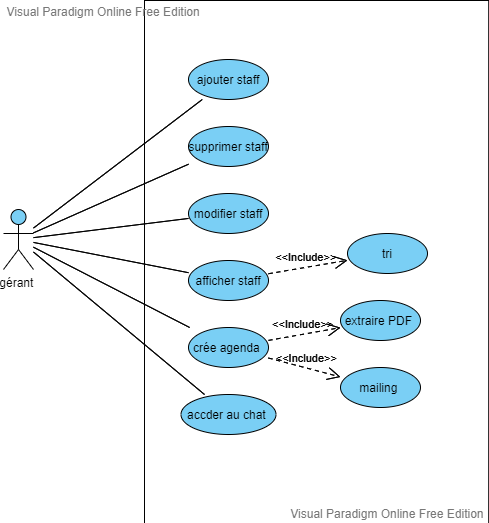 Visual Paradigm Online Free Edition
ajouter staff
supprimer staff
modifier staff
gérant
afficher staff
<<Include>>
tri
crée agenda
<<Include>>
extraire PDF
<<Include>>
mailing
accder au chat
Visual Paradigm Online Free Edition